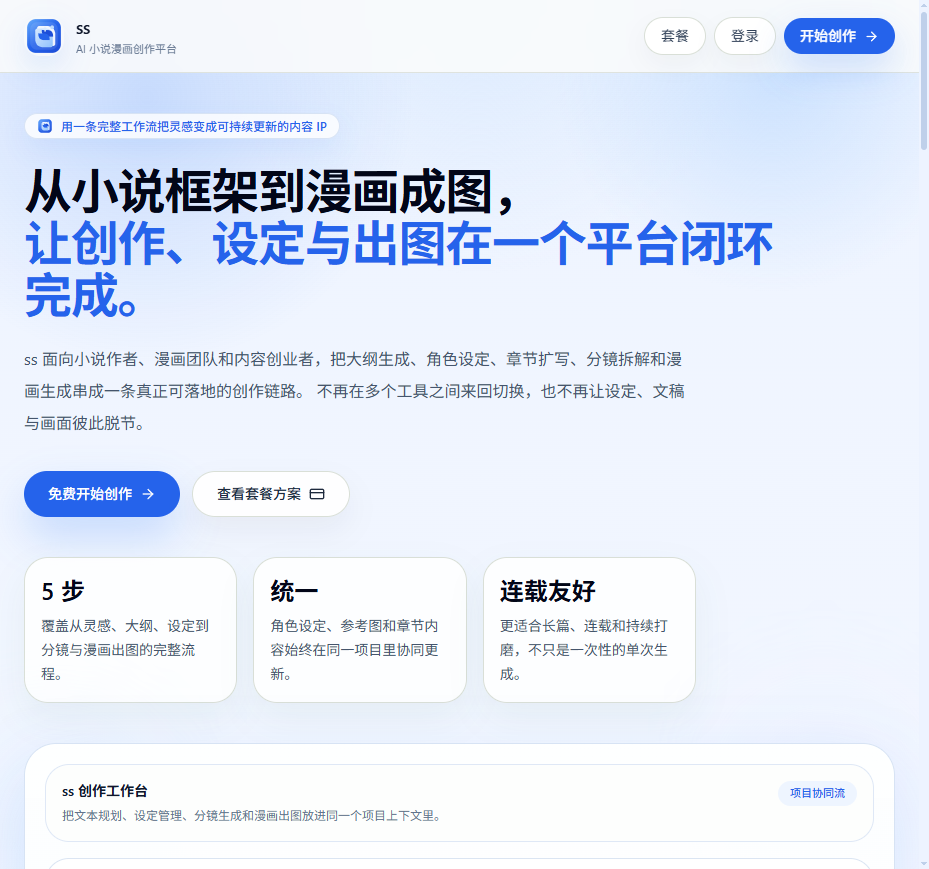 ss
AI 小说漫画创作平台
套餐
登录
开始创作
用一条完整工作流把灵感变成可持续更新的内容 IP
从小说框架到漫画成图，
让创作、设定与出图在一个平台闭环
完成。
ss 面向小说作者、漫画团队和内容创业者，把大纲生成、角色设定、章节扩写、分镜拆解和漫
画生成串成一条真正可落地的创作链路。 不再在多个工具之间来回切换，也不再让设定、文稿
与画面彼此脱节。
免费开始创作
查看套餐方案
5 步
覆盖从灵感、大纲、设定到
分镜与漫画出图的完整流
程。
统一
角色设定、参考图和章节内
容始终在同一项目里协同更
新。
连载友好
更适合长篇、连载和持续打
磨，不只是一次性的单次生
成。
ss 创作工作台
把文本规划、设定管理、分镜生成和漫画出图放进同一个项目上下文里。
项目协同流